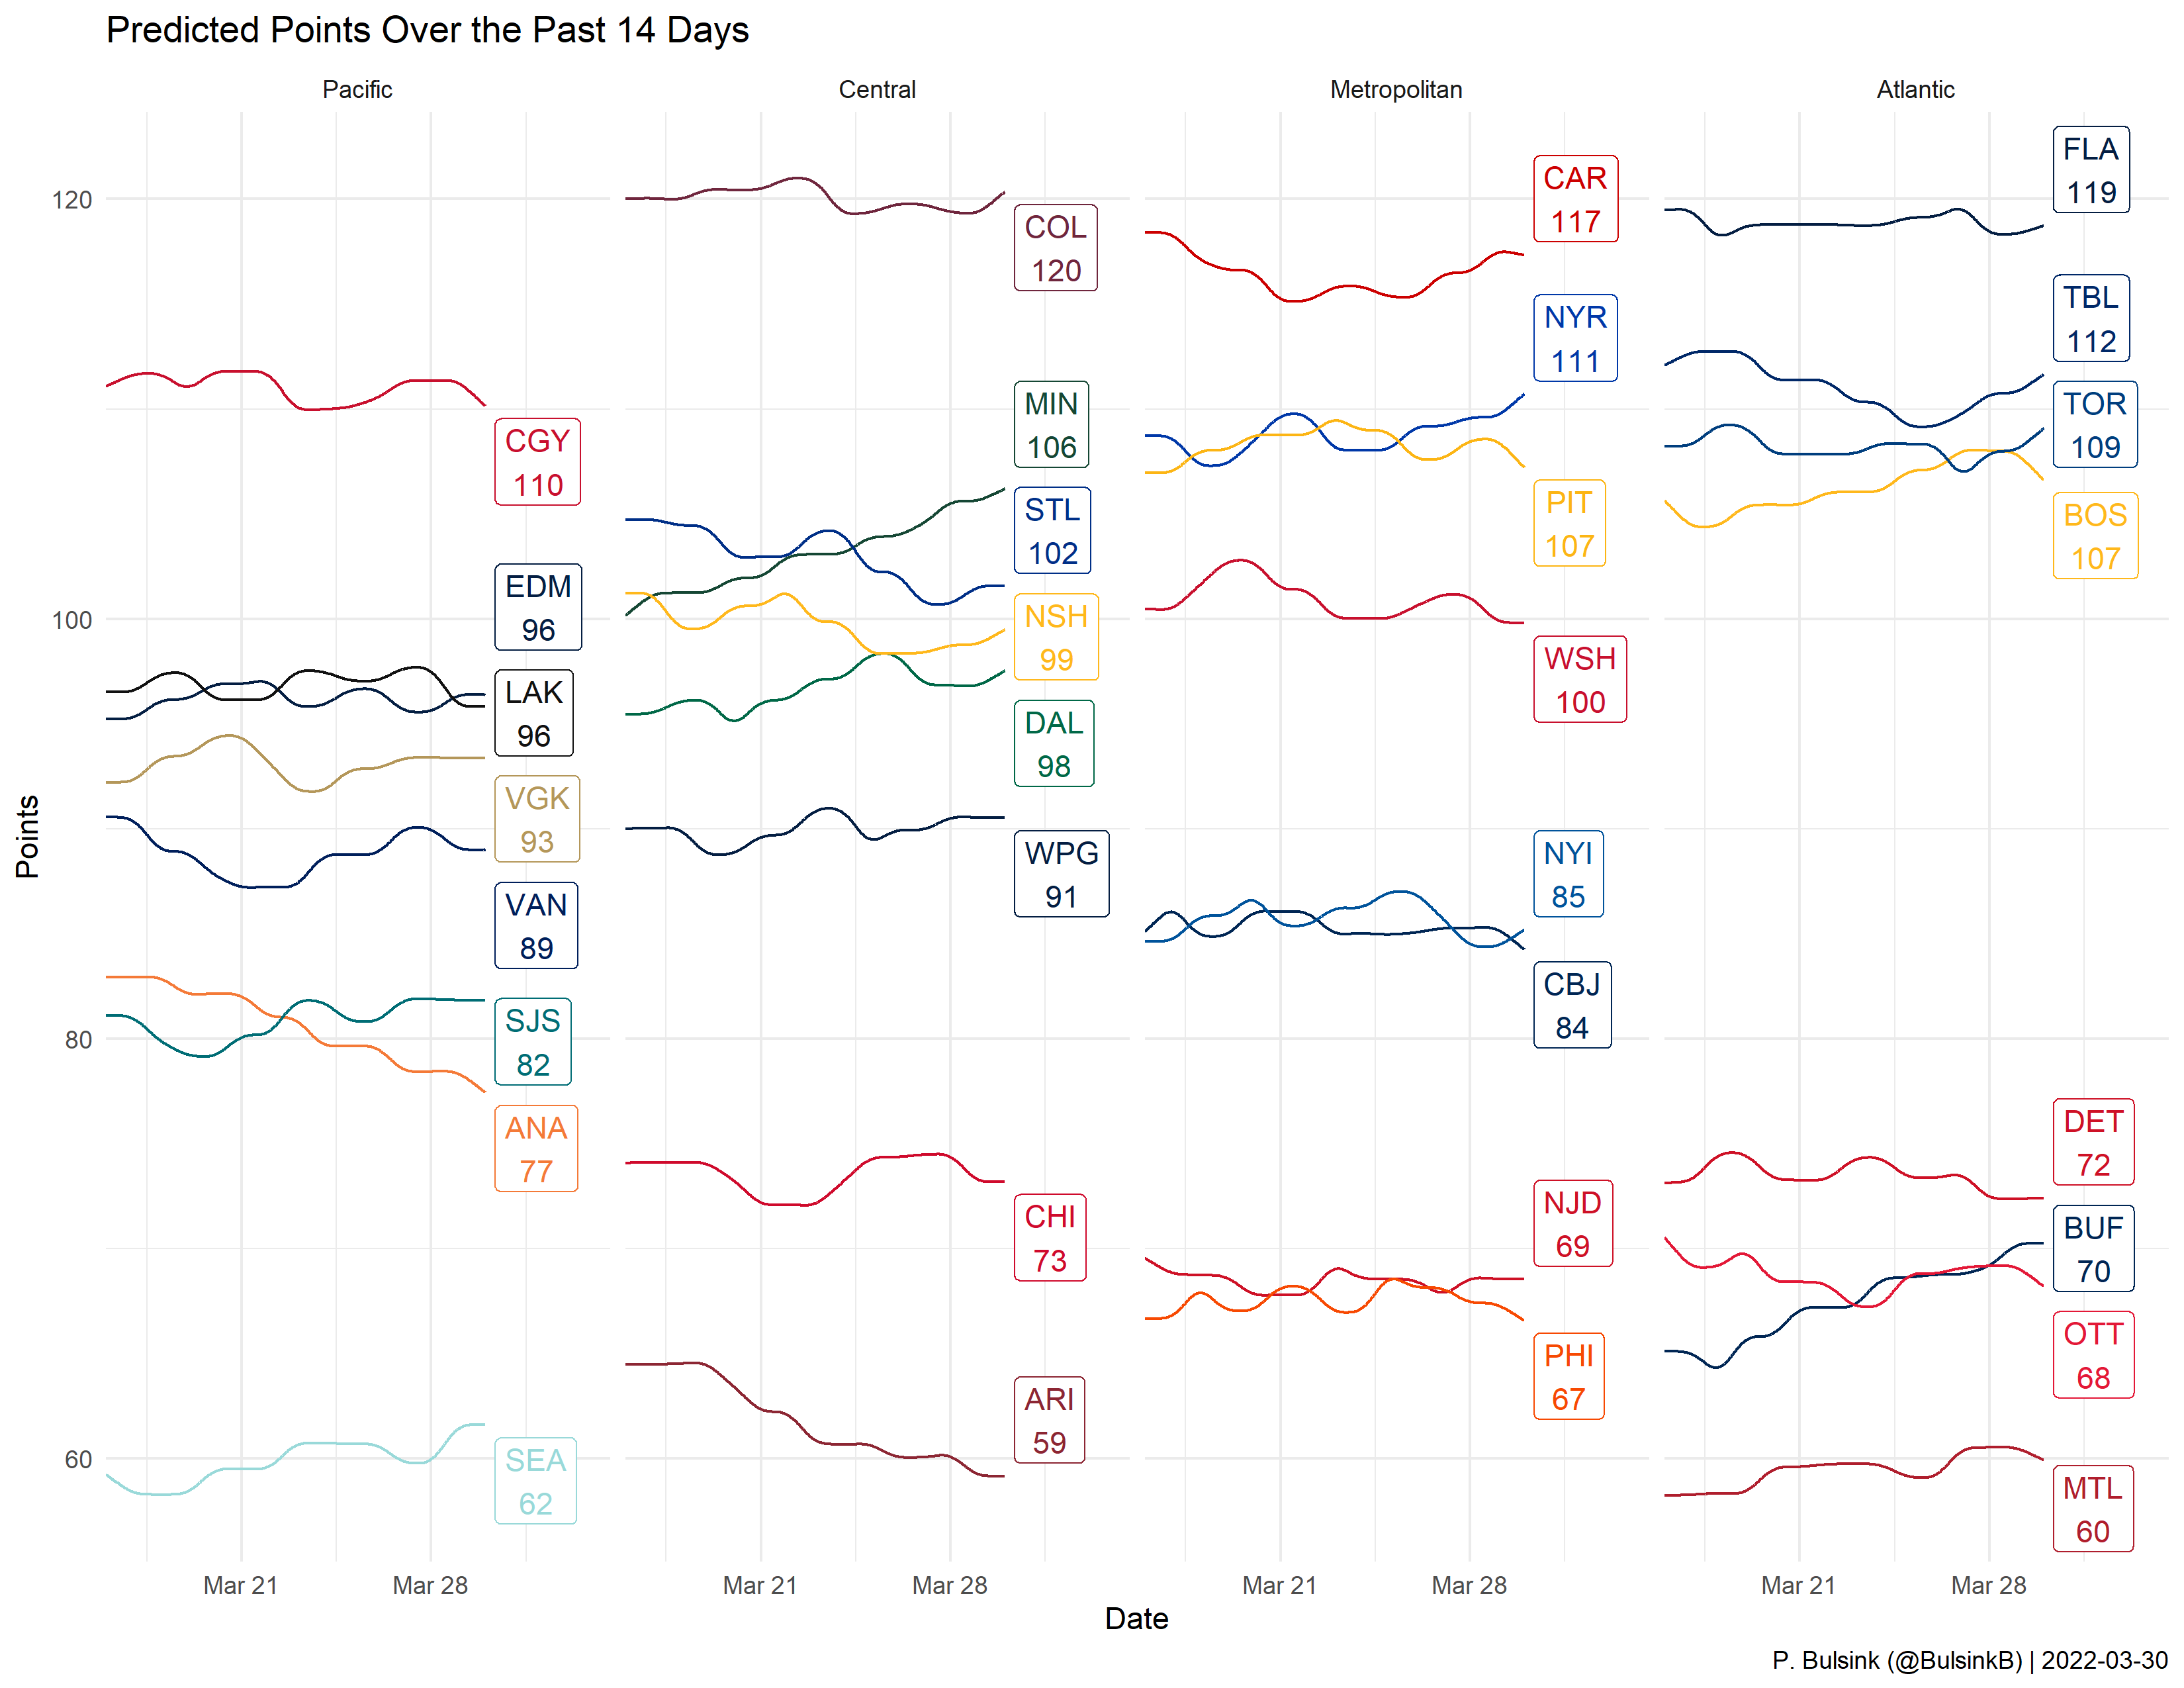 Predicted Points Over the Past 14 Days
Pacific
Central
Metropolitan
Atlantic
Points
120
100
80
60
CGY
110
EDM
96
LAK
96
VGK
93
VAN
89
SJS
82
ANA
77
SEA
62
COL
120
MIN
106
STL
102
NSH
99
DAL
98
WPG
91
CHI
73
ARI
59
CAR
117
NYR
111
PIT
107
WSH
100
NYI
85
CBJ
84
NJD
69
PHI
67
FLA
119
TBL
112
TOR
109
BOS
107
DET
72
BUF
70
OTT
68
MTL
60
Mar 21
Mar 28
Mar 21
Mar 28
Mar 21
Mar 28
Mar 21
Mar 28
Date
P. Bulsink (@BulsinkB) | 2022-03-30